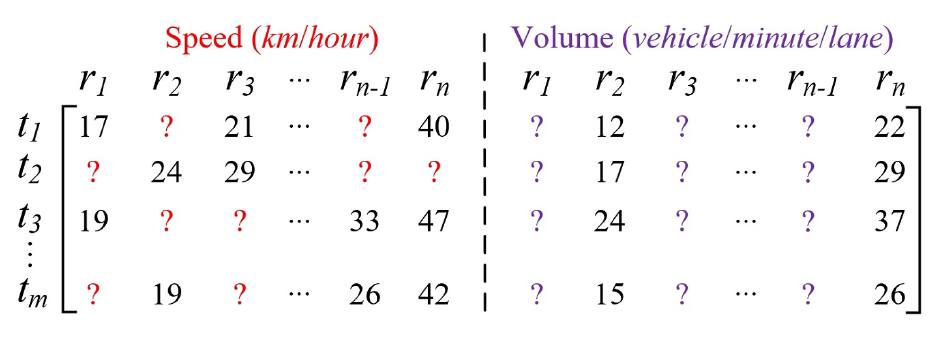 Speed (km/hour) Volume (vehicle/minute/lane)
r1 r2 r3 ... rn-1 rn r1 r2 r3 ... rn-1 rn
t1 17 ? 21 ... ? 40 ? 12 ? ... ? 22
t2 ? 24 29 ... ? ? ? 17 ? ... ? 29
t3 19 ? ? ... 33 47 ? 24 ? ... ? 37
⋮
tm ? 19 ? ... 26 42 ? 15 ? ... ? 26